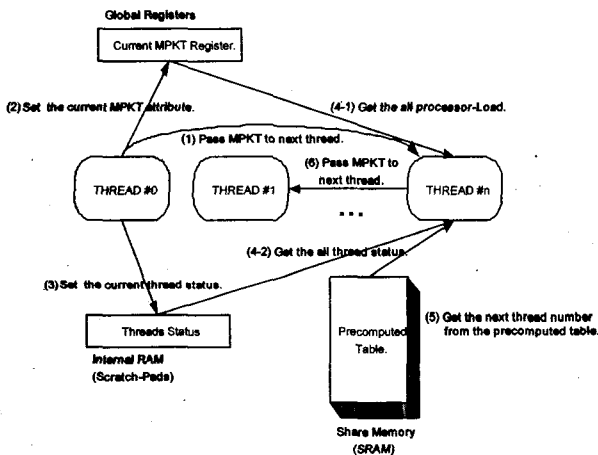 Global Registers
Current MPKT Register.
(2) Set the current MPKT attribute.
(4-1) Get the all processor-Load.
(1) Pass MPKT to next thread.
(6) Pass MPKT to
next thread.
THREAD #0
THREAD #1
THREAD #n
...
(4-2) Get the all thread status.
(3) Set the current thread status.
Threads Status
Internal RAM
(Scratch-Pads)
Precomputed
Table.
(5) Get the next thread number
from the precomputed table.
Share Memory
(SRAM)